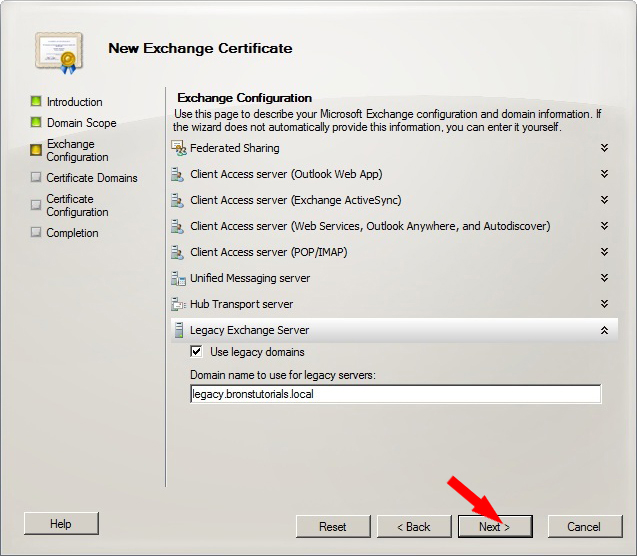 New Exchange Certificate
Introduction
Domain Scope
Exchange
Configuration
Certificate Domains
Certificate
Configuration
Completion
Exchange Configuration
Use this page to describe your Microsoft Exchange configuration and domain information. If
the wizard does not automatically provide this information, you can enter it yourself.
Federated Sharing
Client Access server (Outlook Web App)
Client Access server (Exchange ActiveSync)
Client Access server (Web Services, Outlook Anywhere, and Autodiscover)
Client Access server (POP/IMAP)
Unified Messaging server
Hub Transport server
Legacy Exchange Server
Use legacy domains
Domain name to use for legacy servers:
legacy.bronstutorials.local
Help
Reset
< Back
Next >
Cancel